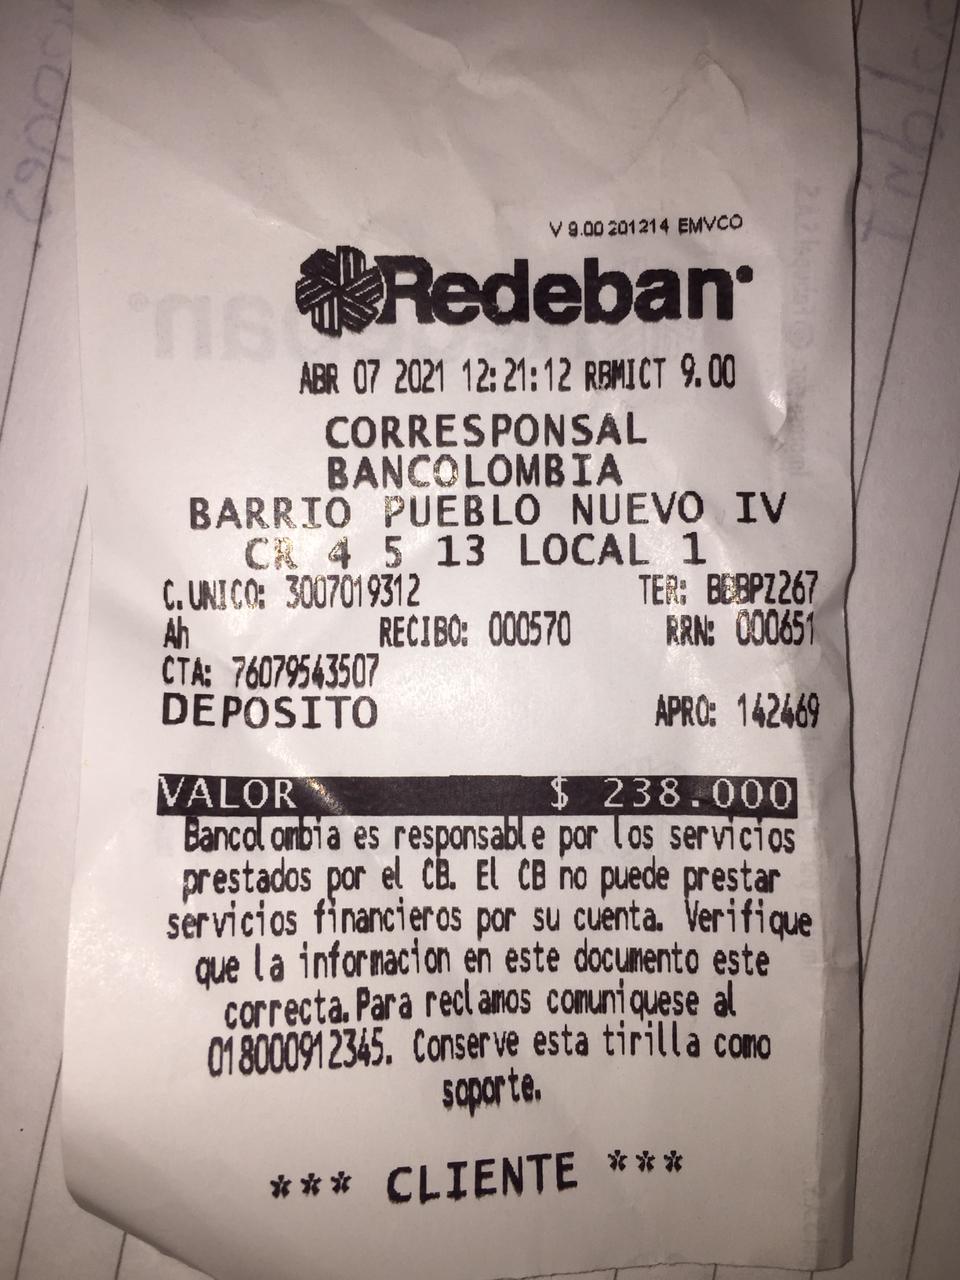 V 9.00 201214 EMVCO
Redeban
ABR 07 2021 12:21:12 RBMICT 9.00
CORRESPONSAL
BANCOLOMBIA
BARRIO PUEBLO NUEVO IV
CR 4 5 13 LOCAL 1
C.UNICO: 3007019312 TER: BBBPZ267
Ah RECIBO: 000570 RRN: 000651
CTA: 76079543507
DEPOSITO APRO: 142469
VALOR $ 238.000
Bancolombia es responsable por los servicios
prestados por el CB. El CB no puede prestar
servicios financieros por su cuenta. Verifique
que la informacion en este documento este
correcta.Para reclamos comuniquese al
018000912345. Conserve esta tirilla como
soporte.
*** CLIENTE ***